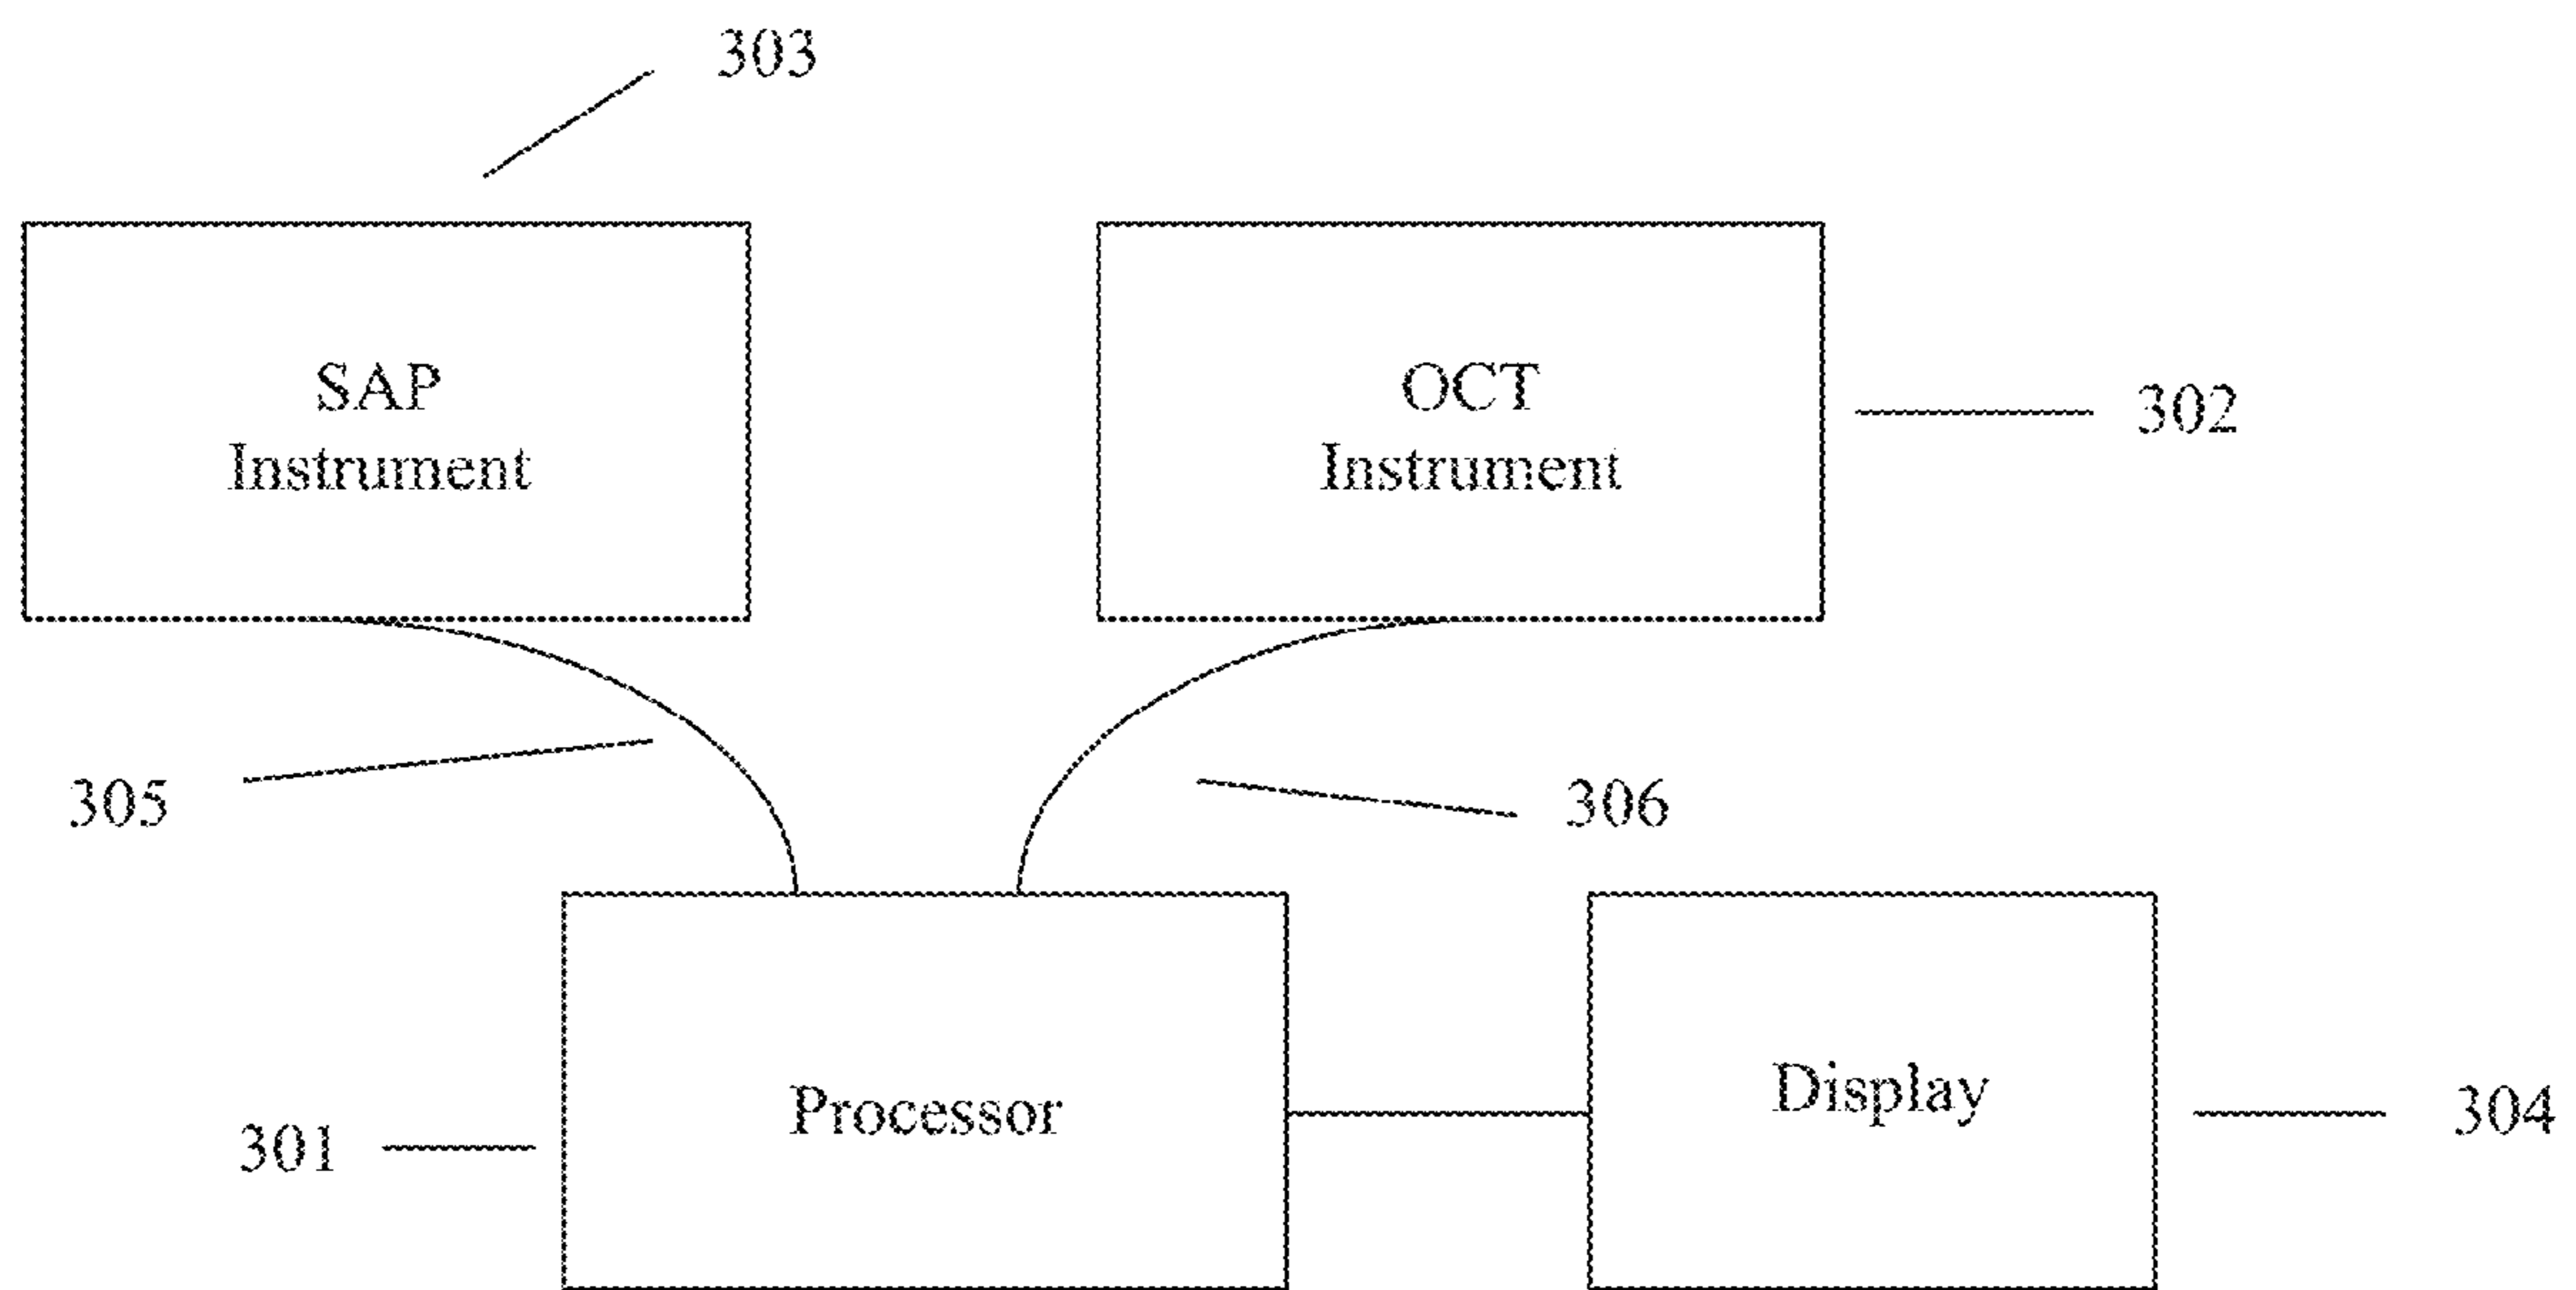 303
SAP
Instrument
OCT
Instrument
302
305
306
Processor
Display
301
304